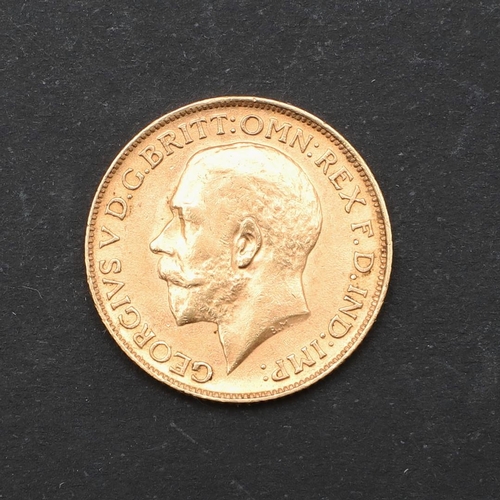 GEORGIVS V D.G.BRITT:OMN:REX F.D.IND:IMP:
B.M.